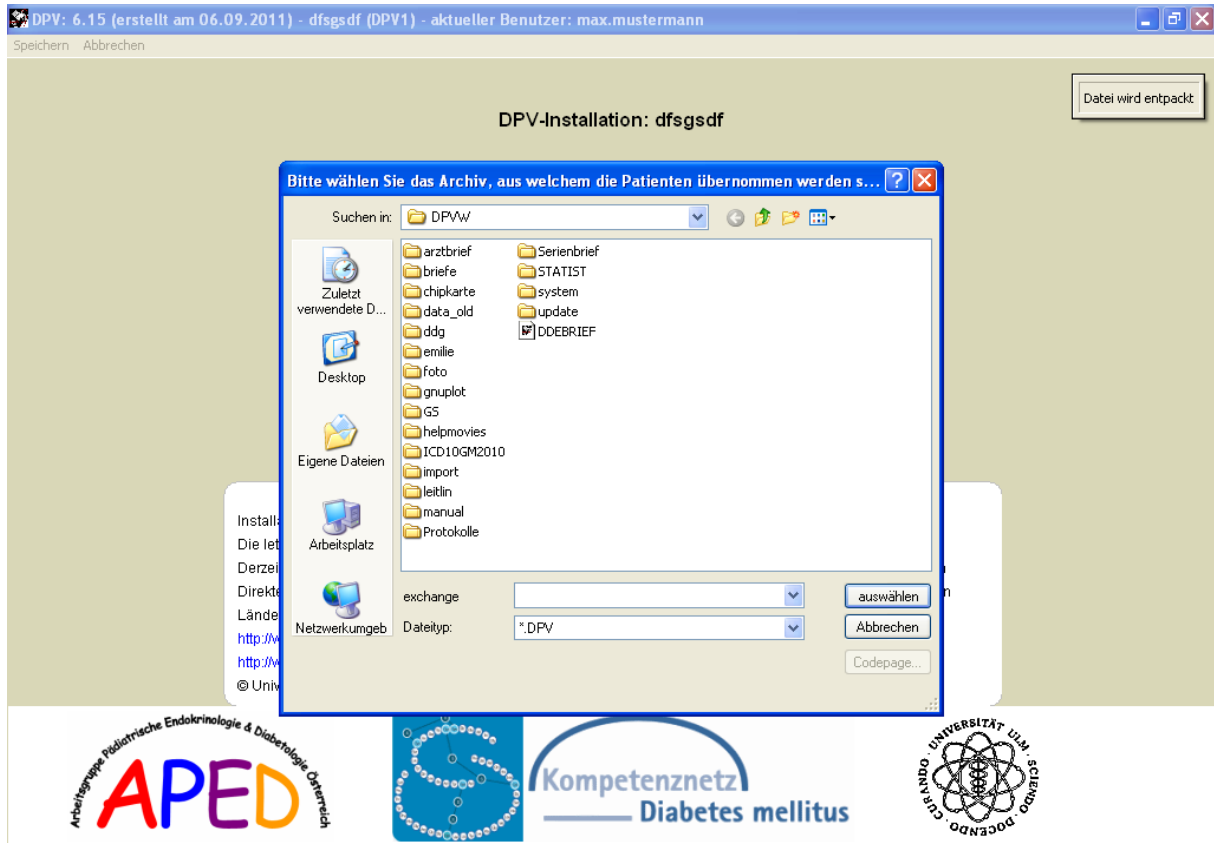 DPV: 6.15 (erstellt am 06.09.2011) - dfsgsdf (DPV1) - aktueller Benutzer: max.mustermann
Speichern Abbrechen
Datei wird entpackt
DPV-Installation: dfsgsdf
Bitte wählen Sie das Archiv, aus welchem die Patienten übernommen werden s...
Suchen in: DPVW
Zuletzt
verwendete D...
Desktop
Eigene Dateien
Arbeitsplatz
Netzwerkumgeb
arztbrief
briefe
chipkarte
data_old
ddg
emilie
foto
gnuplot
GS
helpmovies
ICD10GM2010
import
leitlin
manual
Protokolle
Serienbrief
STATIST
system
update
DDEBRIEF
exchange
auswählen
Dateityp: *.DPV
Abbrechen
Codepage...
Install
Die let
Derzei
Direkte
Lände
http://w
http://w
© Univ
Arbeitsgruppe Pädiatrische Endokrinologie & Diabetologie Österreich
APED
Kompetenznetz
Diabetes mellitus
UNIVERSITÄT ULM · SCIENDO · DOCENDO · CURANDO ·